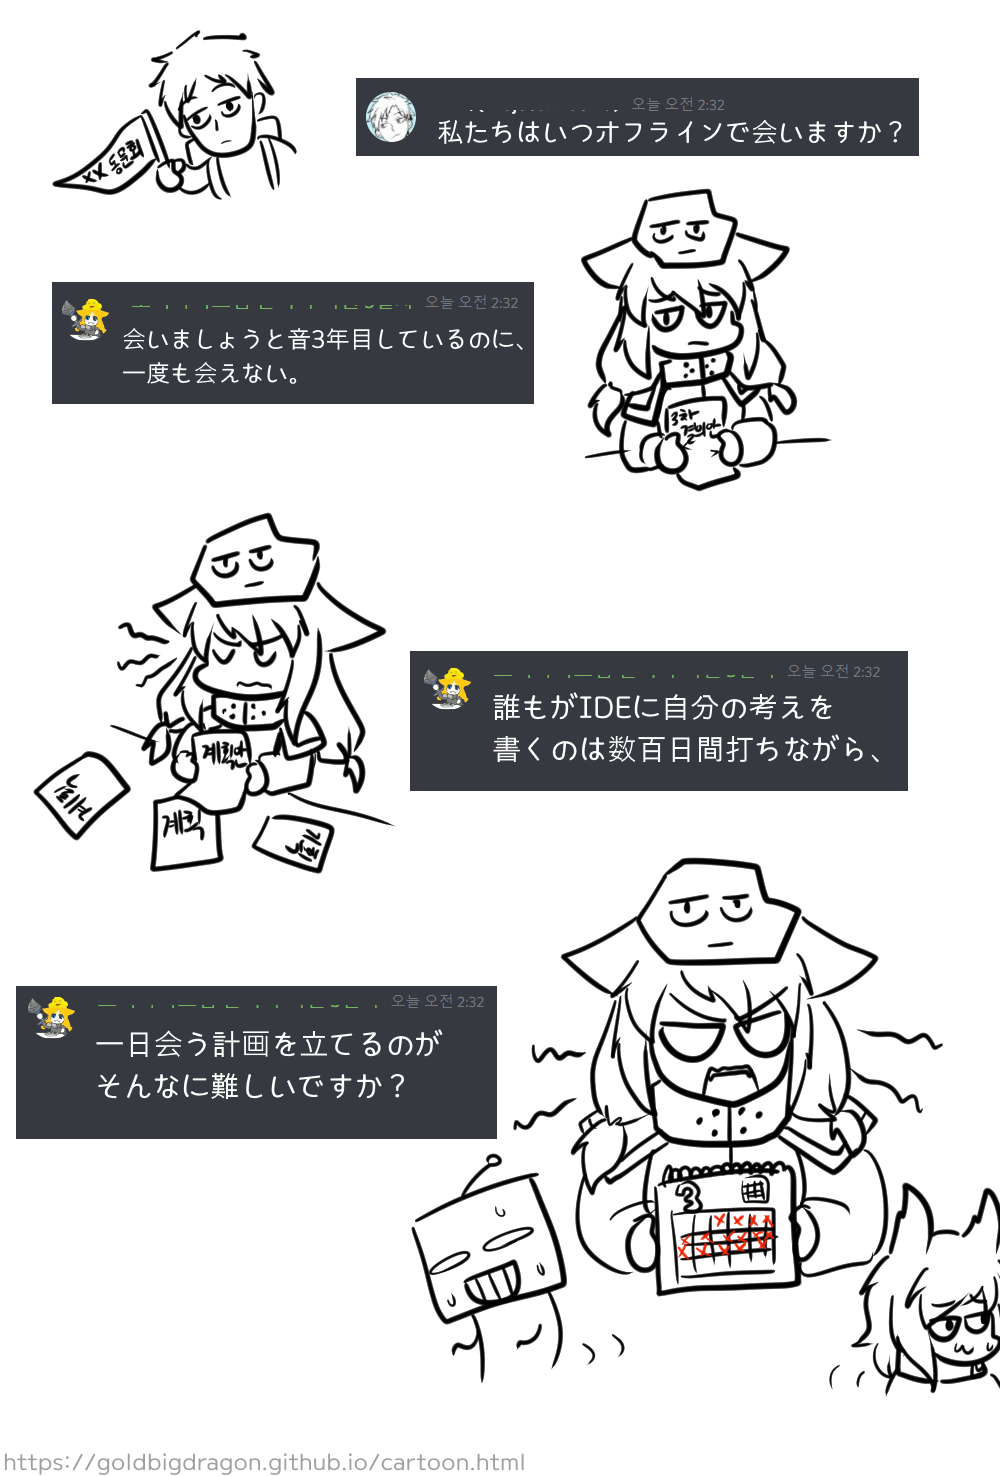 XX 동문회
오늘 오전 2:32
私たちはいつオフラインで会いますか？
오늘 오전 2:32
会いましょうと音3年目しているのに、
一度も会えない。
3차
결의안
오늘 오전 2:32
誰もがIDEに自分の考えを
書くのは数百日間打ちながら、
계획안
계획
계획
계획
오늘 오전 2:32
一日会う計画を立てるのが
そんなに難しいですか？
3
https://goldbigdragon.github.io/cartoon.html